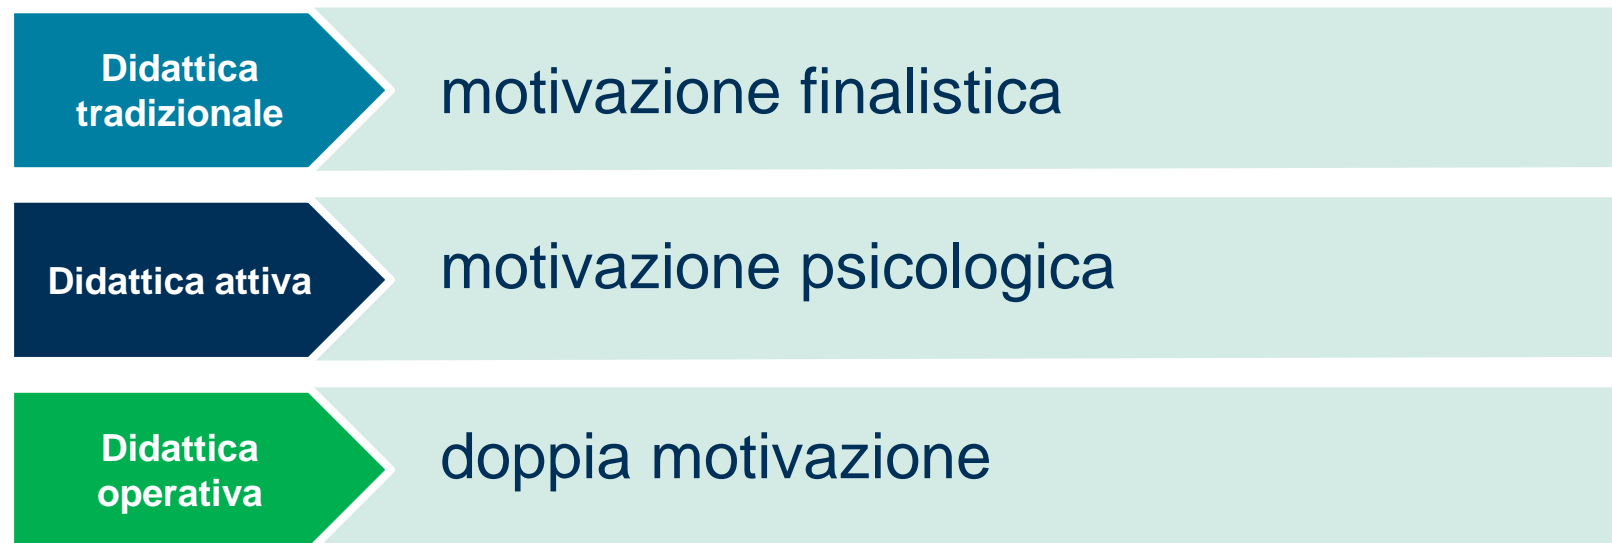 Didattica
tradizionale
motivazione finalistica
Didattica attiva
motivazione psicologica
Didattica
operativa
doppia motivazione